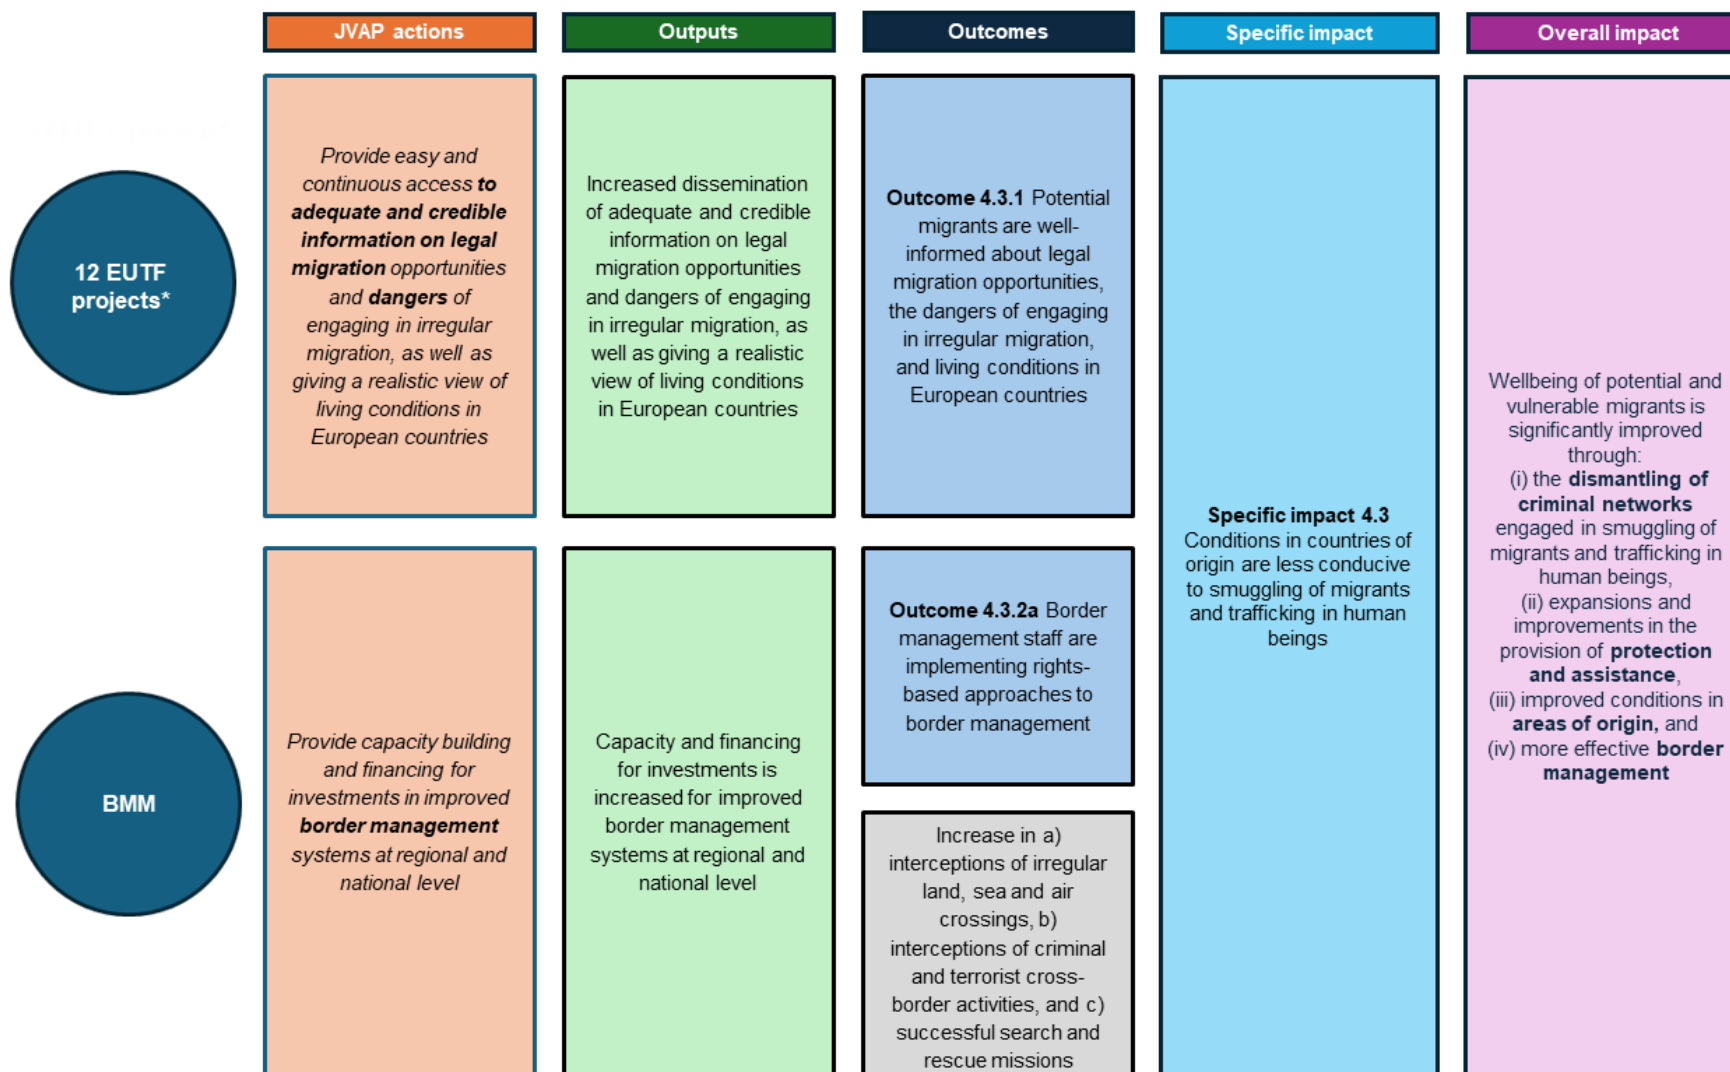 JVAP actions
Outputs
Outcomes
Specific impact
Overall impact
12 EUTF
projects*
Provide easy and
continuous access to
adequate and credible
information on legal
migration opportunities
and dangers of
engaging in irregular
migration, as well as
giving a realistic view of
living conditions in
European countries
Increased dissemination
of adequate and credible
information on legal
migration opportunities
and dangers of engaging
in irregular migration, as
well as giving a realistic
view of living conditions
in European countries
Outcome 4.3.1 Potential
migrants are well-
informed about legal
migration opportunities,
the dangers of engaging
in irregular migration,
and living conditions in
European countries
BMM
Provide capacity building
and financing for
investments in improved
border management
systems at regional and
national level
Capacity and financing
for investments is
increased for improved
border management
systems at regional and
national level
Outcome 4.3.2a Border
management staff are
implementing rights-
based approaches to
border management
Increase in a)
interceptions of irregular
land, sea and air
crossings, b)
interceptions of criminal
and terrorist cross-
border activities, and c)
successful search and
rescue missions
Specific impact 4.3
Conditions in countries of
origin are less conducive
to smuggling of migrants
and trafficking in human
beings
Wellbeing of potential and
vulnerable migrants is
significantly improved
through:
(i) the dismantling of
criminal networks
engaged in smuggling of
migrants and trafficking in
human beings,
(ii) expansions and
improvements in the
provision of protection
and assistance,
(iii) improved conditions in
areas of origin, and
(iv) more effective border
management